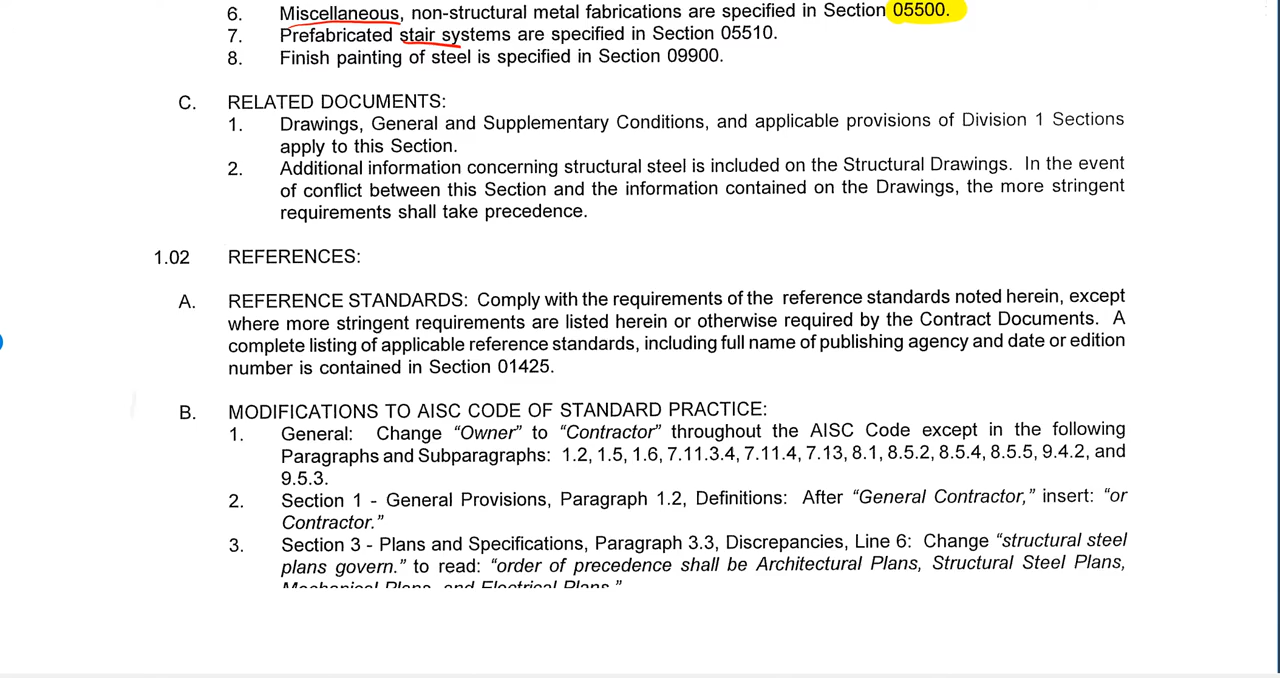 6. Miscellaneous, non-structural metal fabrications are specified in Section 05500.
7. Prefabricated stair systems are specified in Section 05510.
8. Finish painting of steel is specified in Section 09900.
C. RELATED DOCUMENTS:
1. Drawings, General and Supplementary Conditions, and applicable provisions of Division 1 Sections
apply to this Section.
2. Additional information concerning structural steel is included on the Structural Drawings. In the event
of conflict between this Section and the information contained on the Drawings, the more stringent
requirements shall take precedence.
1.02 REFERENCES:
A. REFERENCE STANDARDS: Comply with the requirements of the reference standards noted herein, except
where more stringent requirements are listed herein or otherwise required by the Contract Documents. A
complete listing of applicable reference standards, including full name of publishing agency and date or edition
number is contained in Section 01425.
B. MODIFICATIONS TO AISC CODE OF STANDARD PRACTICE:
1. General: Change “Owner” to “Contractor” throughout the AISC Code except in the following
Paragraphs and Subparagraphs: 1.2, 1.5, 1.6, 7.11.3.4, 7.11.4, 7.13, 8.1, 8.5.2, 8.5.4, 8.5.5, 9.4.2, and
9.5.3.
2. Section 1 - General Provisions, Paragraph 1.2, Definitions: After “General Contractor,” insert: “or
Contractor.”
3. Section 3 - Plans and Specifications, Paragraph 3.3, Discrepancies, Line 6: Change “structural steel
plans govern.” to read: “order of precedence shall be Architectural Plans, Structural Steel Plans,
Mechanical Plans, and Electrical Plans.”